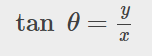 tan θ = y/x